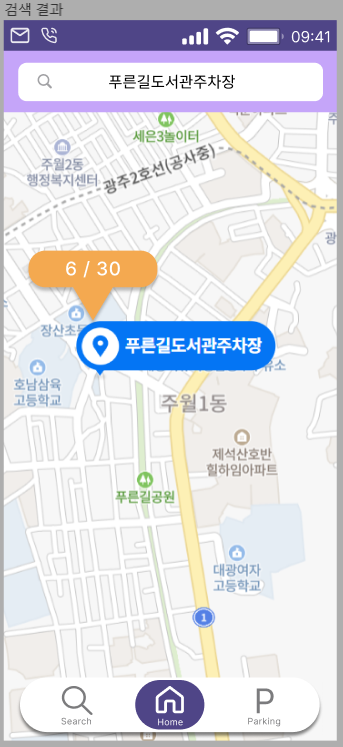 검색 결과
09:41
푸른길도서관주차장
세은3놀이터
주월2동
행정복지센터
광주2호선(공사중)
광
6 / 30
장산초등
푸른길도서관주차장
호남삼육
고등학교
유소
주월1동
제석산호반
힐하임아파트
푸른길공원
대광여자
고등학교
1
Search
Home
P
Parking